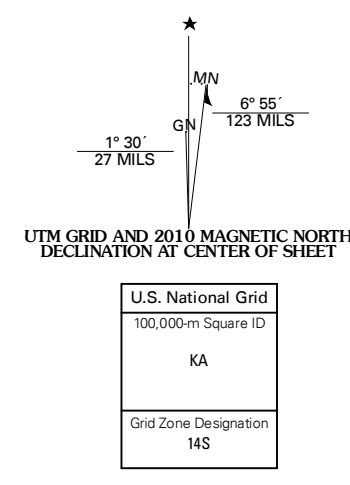 MN
6° 55´
123 MILS
GN
1° 30´
27 MILS
UTM GRID AND 2010 MAGNETIC NORTH
DECLINATION AT CENTER OF SHEET
U.S. National Grid
100,000-m Square ID
KA
Grid Zone Designation
14S